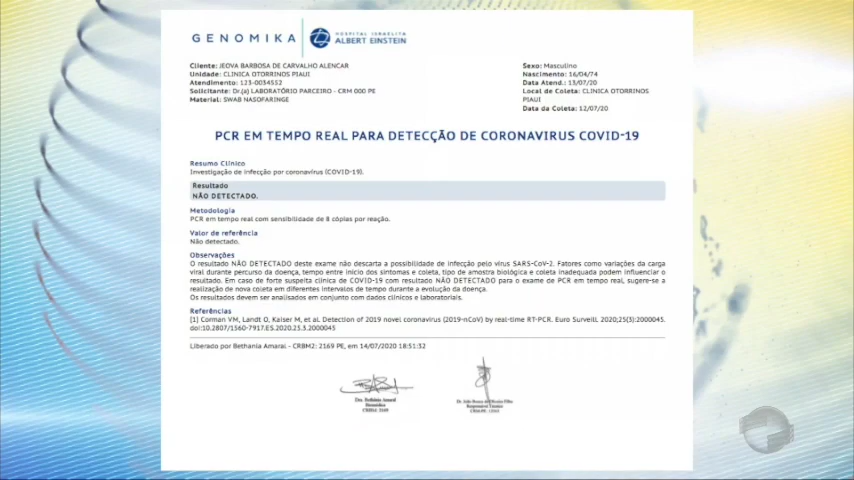 GENOMIKA
HOSPITAL ISRAELITA
ALBERT EINSTEIN
Cliente: JEOVA BARBOSA DE CARVALHO ALENCAR
Unidade: CLINICA OTORRINOS PIAUI
Atendimento: 123-0034552
Solicitante: Dr.(a) LABORATÓRIO PARCEIRO - CRM 000 PE
Material: SWAB NASOFARINGE
Sexo: Masculino
Nascimento: 16/04/74
Data Atend.: 13/07/20
Local de Coleta: CLINICA OTORRINOS
PIAUI
Data da Coleta: 12/07/20
PCR EM TEMPO REAL PARA DETECÇÃO DE CORONAVIRUS COVID-19
Resumo Clínico
Investigação de infecção por coronavírus (COVID-19).
Resultado
NÃO DETECTADO.
Metodologia
PCR em tempo real com sensibilidade de 8 cópias por reação.
Valor de referência
Não detectado.
Observações
O resultado NÃO DETECTADO deste exame não descarta a possibilidade de infecção pelo vírus SARS-CoV-2. Fatores como variações da carga
viral durante percurso da doença, tempo entre início dos sintomas e coleta, tipo de amostra biológica e coleta inadequada podem influenciar o
resultado. Em caso de forte suspeita clínica de COVID-19 com resultado NÃO DETECTADO para o exame de PCR em tempo real, sugere-se a
realização de nova coleta em diferentes intervalos de tempo durante a evolução da doença.
Os resultados devem ser analisados em conjunto com dados clínicos e laboratoriais.
Referências
[1] Corman VM, Landt O, Kaiser M, et al. Detection of 2019 novel coronavirus (2019-nCoV) by real-time RT-PCR. Euro Surveill. 2020;25(3):2000045.
doi:10.2807/1560-7917.ES.2020.25.3.2000045
Liberado por Bethania Amaral - CRBM2: 2169 PE, em 14/07/2020 18:51:32
Dra. Bethânia Amaral
Biomédica
CRBM: 2169
Responsável Técnico